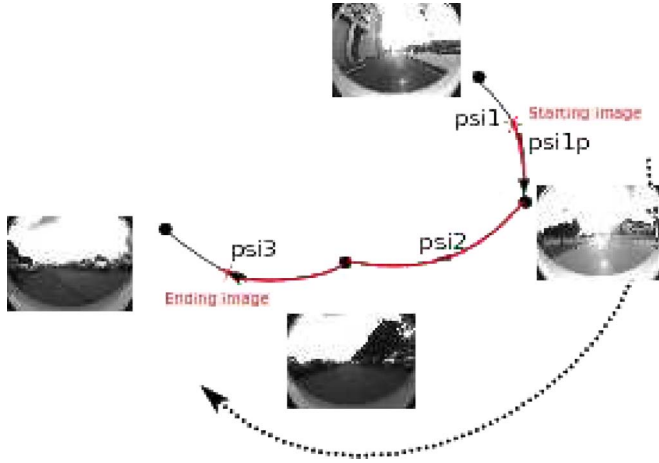 Starting image
psi1
psi1p
psi2
psi3
Ending image